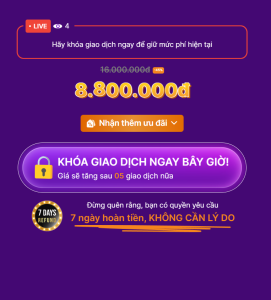 LIVE 4
Hãy khóa giao dịch ngay để giữ mức phí hiện tại
16.000.000đ
8.800.000đ
Nhận thêm ưu đãi
KHÓA GIAO DỊCH NGAY BÂY GIỜ!
Giá sẽ tăng sau 05 giao dịch nữa
7 DAYS
REFUND
Đừng quên rằng, bạn có quyền yêu cầu
7 ngày hoàn tiền, KHÔNG CẦN LÝ DO